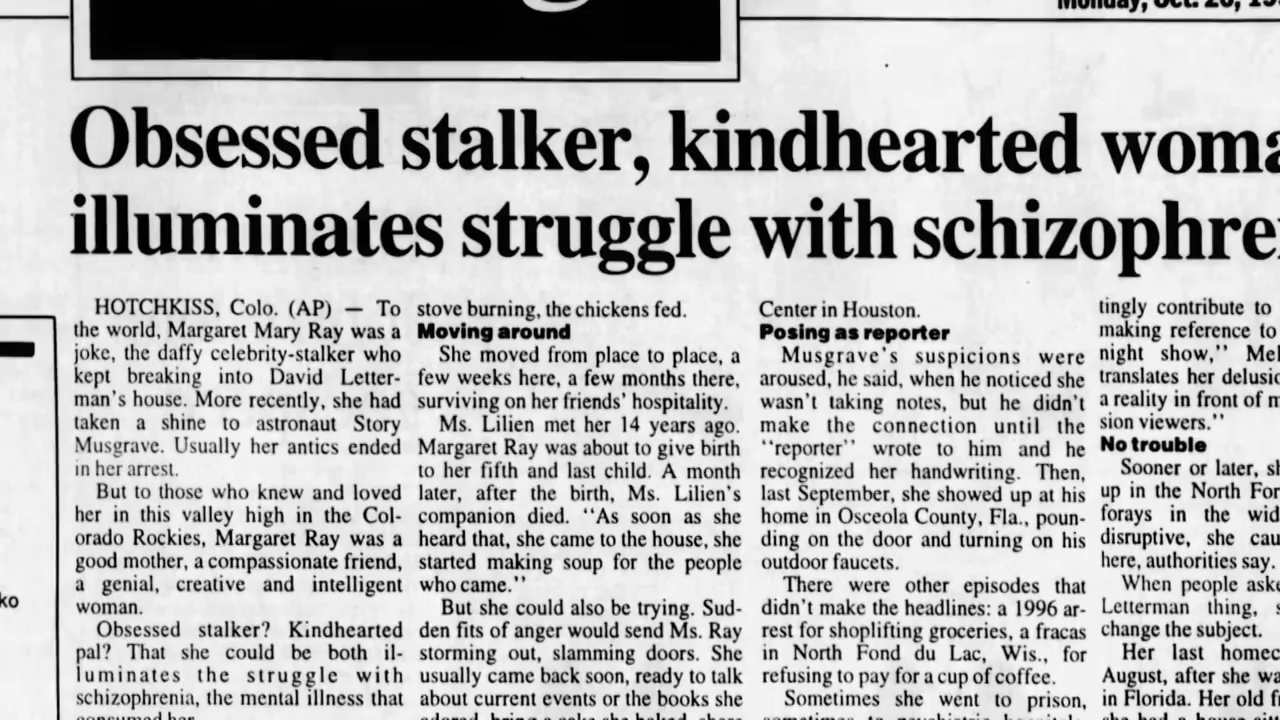 Monday, Oct. 26, 19
Obsessed stalker, kindhearted woma
illuminates struggle with schizophre
HOTCHKISS, Colo. (AP) — To
the world, Margaret Mary Ray was a
joke, the daffy celebrity-stalker who
kept breaking into David Letter-
man's house. More recently, she had
taken a shine to astronaut Story
Musgrave. Usually her antics ended
in her arrest.
But to those who knew and loved
her in this valley high in the Col-
orado Rockies, Margaret Ray was a
good mother, a compassionate friend,
a genial, creative and intelligent
woman.
Obsessed stalker? Kindhearted
pal? That she could be both il-
luminates the struggle with
schizophrenia, the mental illness that
consumed her.
stove burning, the chickens fed.
Moving around
She moved from place to place, a
few weeks here, a few months there,
surviving on her friends' hospitality.
Ms. Lilien met her 14 years ago.
Margaret Ray was about to give birth
to her fifth and last child. A month
later, after the birth, Ms. Lilien's
companion died. "As soon as she
heard that, she came to the house, she
started making soup for the people
who came."
But she could also be trying. Sud-
den fits of anger would send Ms. Ray
storming out, slamming doors. She
usually came back soon, ready to talk
about current events or the books she
adored, bring a cake she baked, share
Center in Houston.
Posing as reporter
Musgrave's suspicions were
aroused, he said, when he noticed she
wasn't taking notes, but he didn't
make the connection until the
"reporter" wrote to him and he
recognized her handwriting. Then,
last September, she showed up at his
home in Osceola County, Fla., poun-
ding on the door and turning on his
outdoor faucets.
There were other episodes that
didn't make the headlines: a 1996 ar-
rest for shoplifting groceries, a fracas
in North Fond du Lac, Wis., for
refusing to pay for a cup of coffee.
Sometimes she went to prison,
sometimes to psychiatric hospitals.
tingly contribute to
making reference to
night show," Mel
translates her delusio
a reality in front of m
sion viewers."
No trouble
Sooner or later, sh
up in the North For
forays in the wid
disruptive, she cau
here, authorities say.
When people aske
Letterman thing, s
change the subject.
Her last homec
August, after she wa
in Florida. Her old f
she had a house
ko